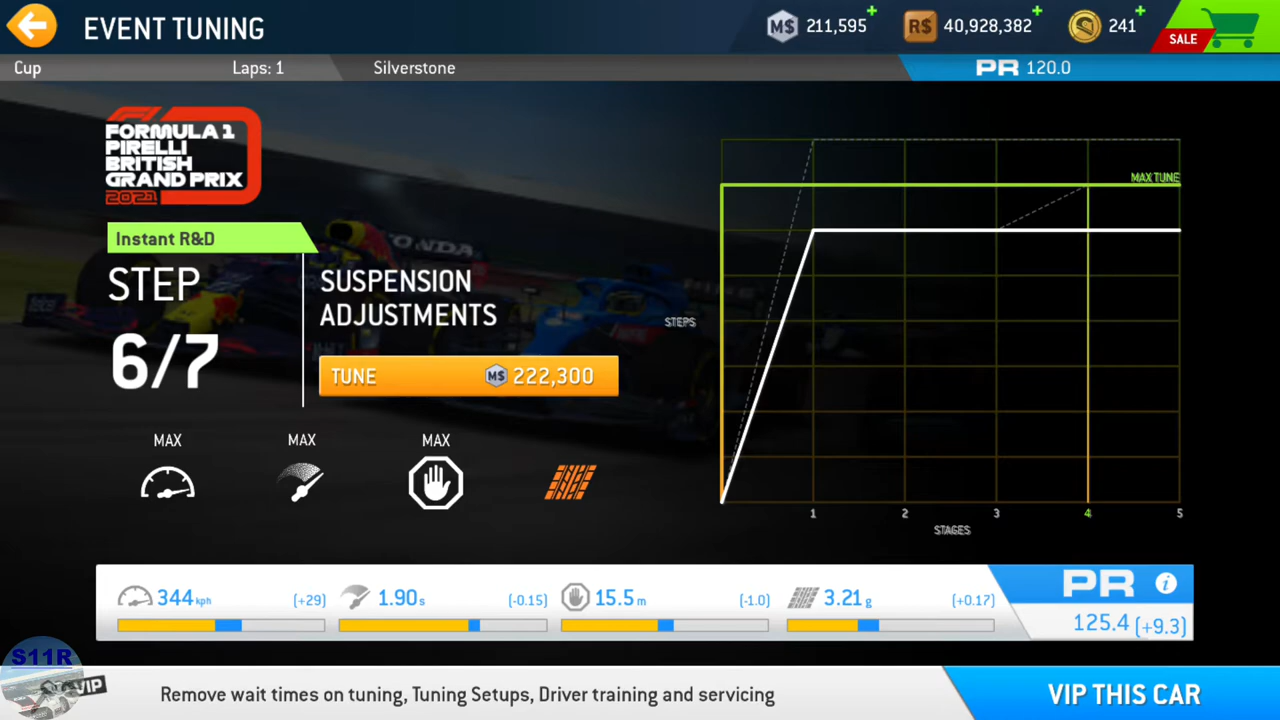 EVENT TUNING
M$ 211,595
R$ 40,928,382
241
SALE
Cup
Laps: 1
Silverstone
PR 120.0
FORMULA 1
PIRELLI
BRITISH
GRAND PRIX
2021
Instant R&D
STEP
6/7
SUSPENSION
ADJUSTMENTS
TUNE M$ 222,300
HONDA
MAX
MAX
MAX
MAX TUNE
STEPS
1 2 3 4 5
STAGES
344 kph (+29)
1.90 s (-0.15)
15.5 m (-1.0)
3.21 g (+0.17)
PR i
125.4 (+9.3)
S11R
VIP
Remove wait times on tuning, Tuning Setups, Driver training and servicing
VIP THIS CAR